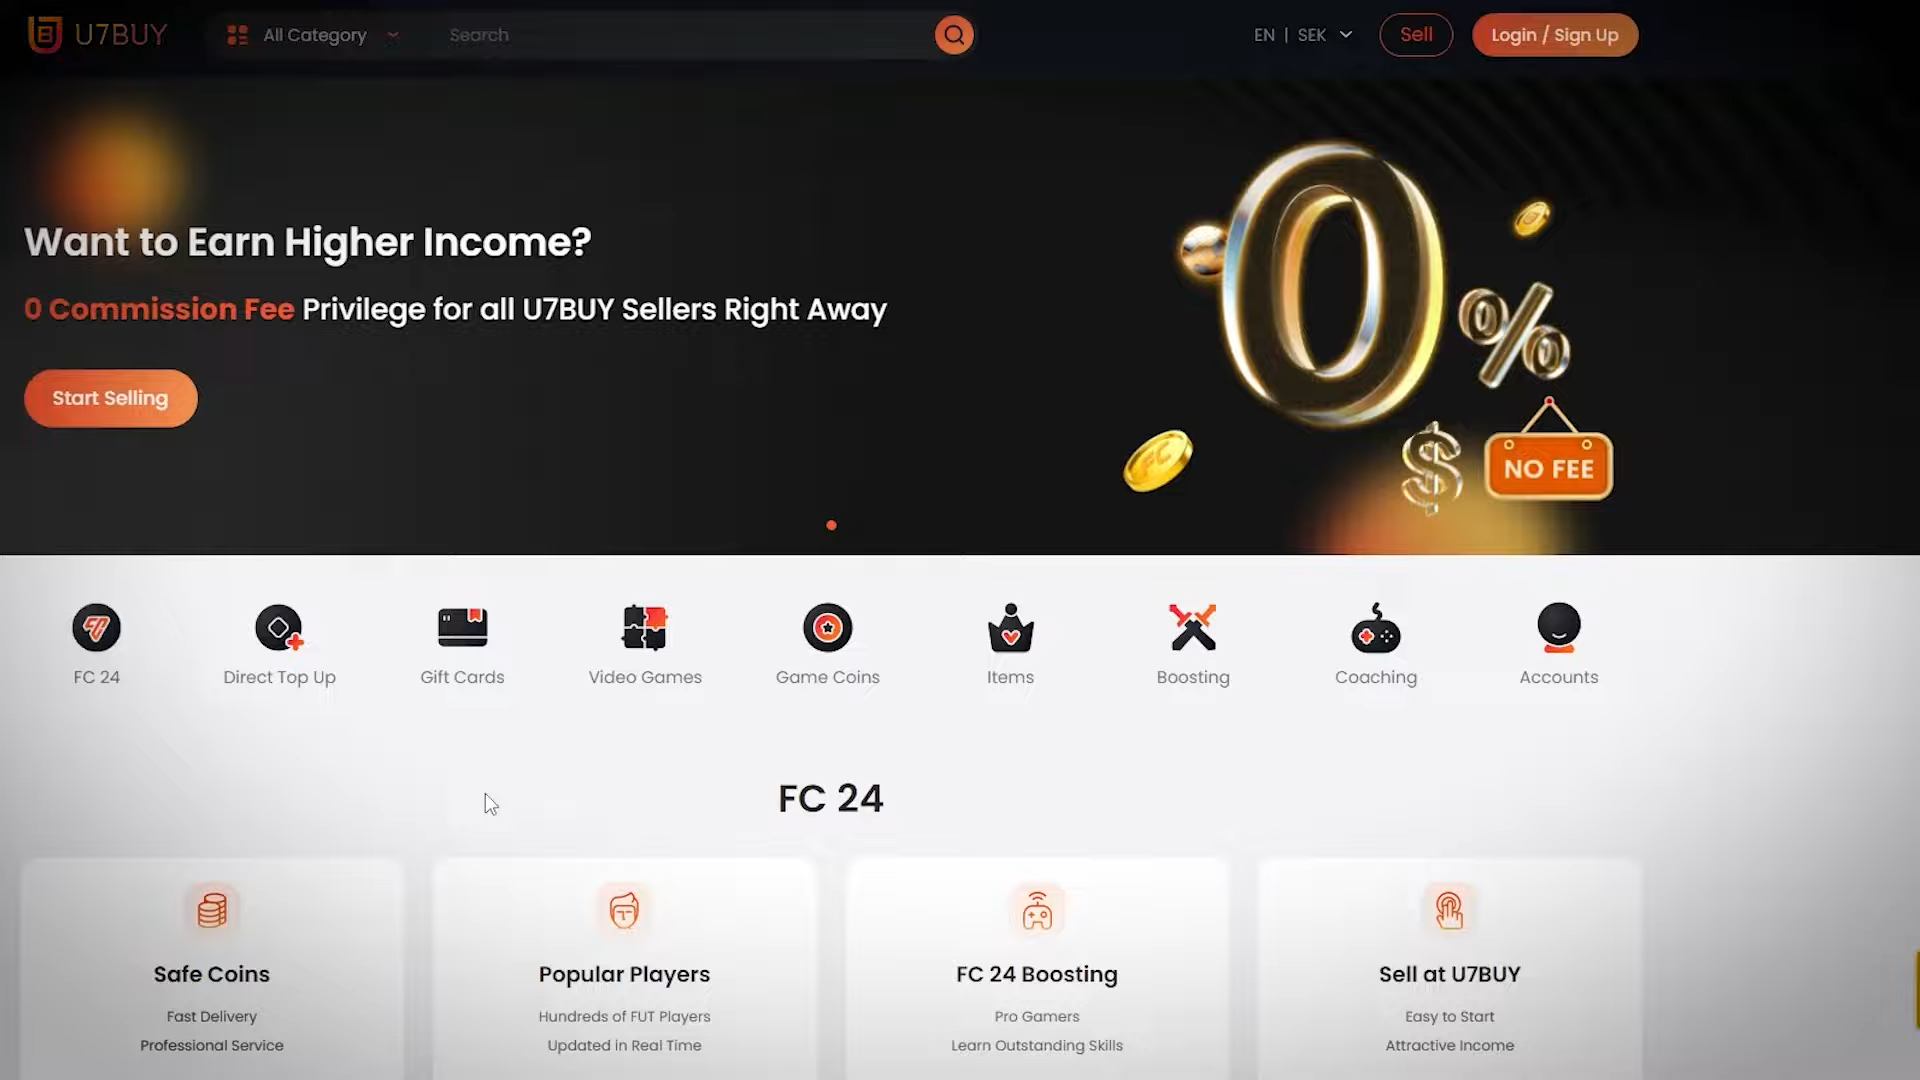 U7BUY
All Category
Search
EN | SEK
Sell
Login / Sign Up
Want to Earn Higher Income?
0 Commission Fee Privilege for all U7BUY Sellers Right Away
Start Selling
0%
$
NO FEE
FC
FC 24
Direct Top Up
Gift Cards
Video Games
Game Coins
Items
Boosting
Coaching
Accounts
FC 24
Safe Coins
Fast Delivery
Professional Service
Popular Players
Hundreds of FUT Players
Updated in Real Time
FC 24 Boosting
Pro Gamers
Learn Outstanding Skills
Sell at U7BUY
Easy to Start
Attractive Income